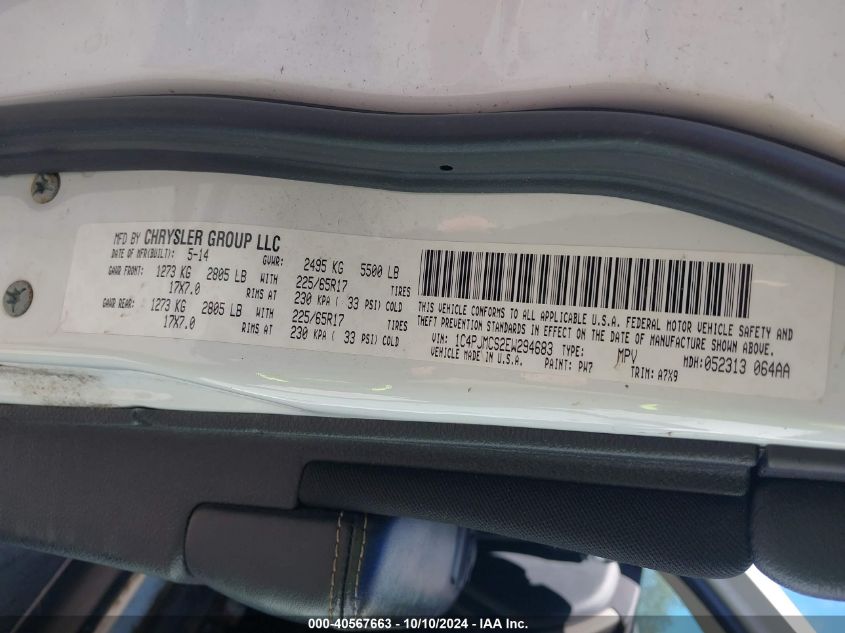 MFD BY CHRYSLER GROUP LLC
DATE OF MFR(BUILT): 5-14 GVWR: 2495 KG 5500 LB
GAWR FRONT: 1273 KG 2805 LB WITH 225/65R17 TIRES
17X7.0 RIMS AT 230 KPA ( 33 PSI) COLD
GAWR REAR: 1273 KG 2805 LB WITH 225/65R17 TIRES
17X7.0 RIMS AT 230 KPA ( 33 PSI) COLD
THIS VEHICLE CONFORMS TO ALL APPLICABLE U.S.A. FEDERAL MOTOR VEHICLE SAFETY AND
THEFT PREVENTION STANDARDS IN EFFECT ON THE DATE OF MANUFACTURE SHOWN ABOVE.
VIN: 1C4PJMCS2EW294683 TYPE: MPV MDH: 052313 064AA
VEHICLE MADE IN U.S.A. PAINT: PW7 TRIM: A7X9
000-40567663 - 10/10/2024 - IAA Inc.